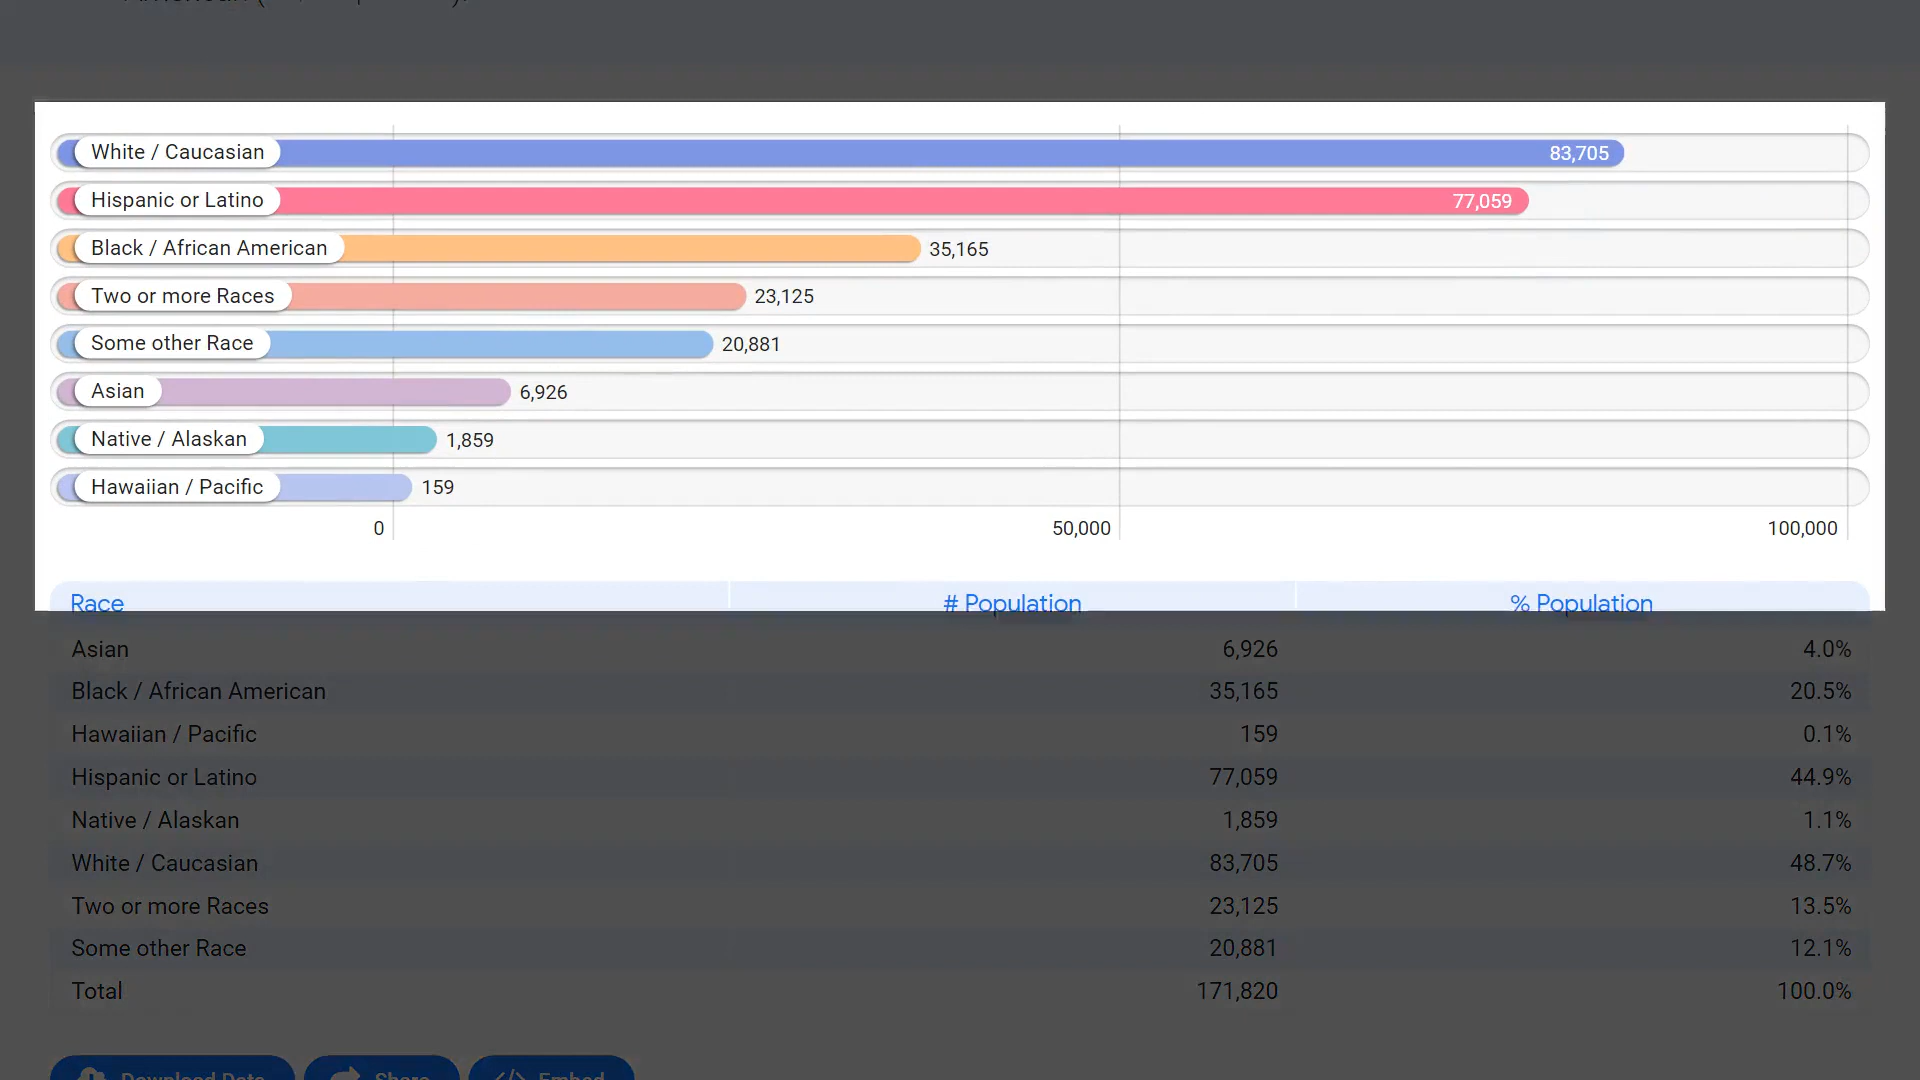 White / Caucasian 83,705
Hispanic or Latino 77,059
Black / African American 35,165
Two or more Races 23,125
Some other Race 20,881
Asian 6,926
Native / Alaskan 1,859
Hawaiian / Pacific 159
0 50,000 100,000
Race # Population % Population
Asian 6,926 4.0%
Black / African American 35,165 20.5%
Hawaiian / Pacific 159 0.1%
Hispanic or Latino 77,059 44.9%
Native / Alaskan 1,859 1.1%
White / Caucasian 83,705 48.7%
Two or more Races 23,125 13.5%
Some other Race 20,881 12.1%
Total 171,820 100.0%
Download Data Share Embed